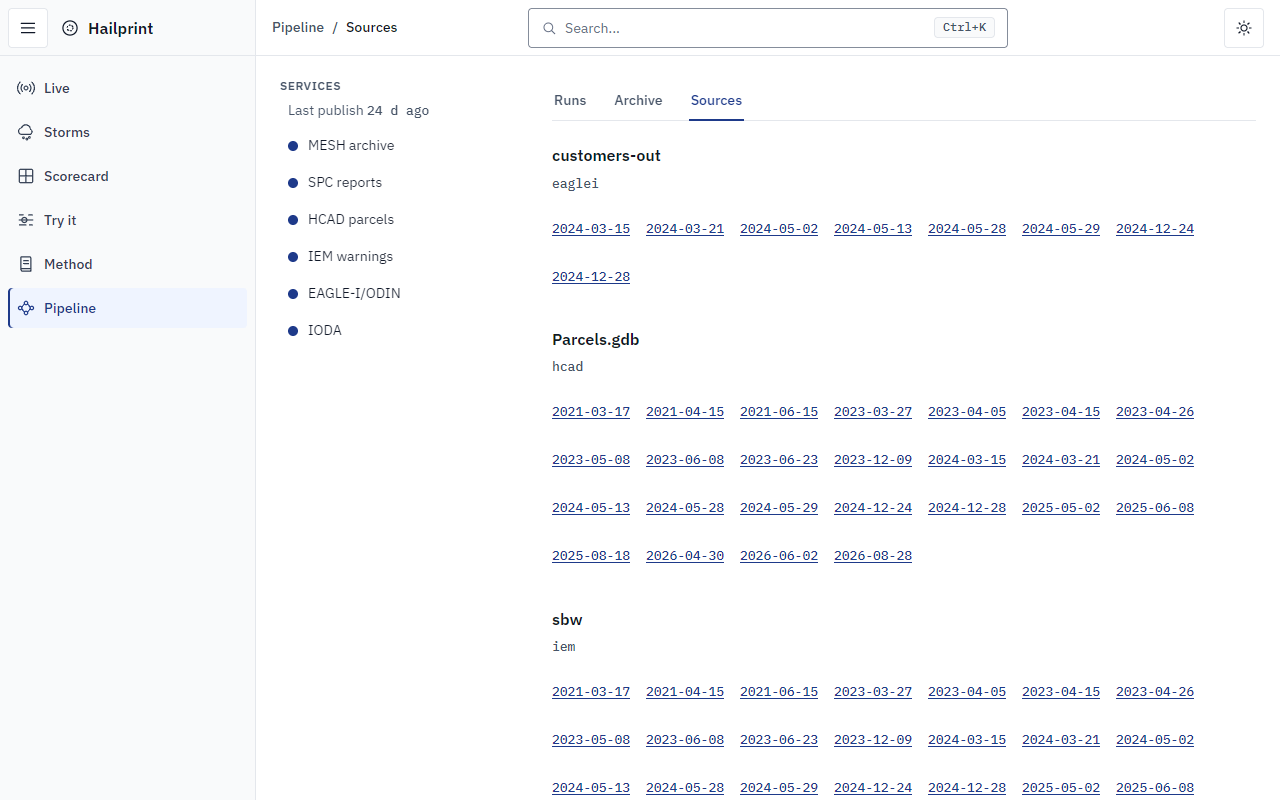 Hailprint
Pipeline / Sources
Search...
Ctrl+K
Live
Storms
Scorecard
Try it
Method
Pipeline
SERVICES
Last publish 24 d ago
MESH archive
SPC reports
HCAD parcels
IEM warnings
EAGLE-I/ODIN
IODA
Runs Archive Sources
customers-out
eaglei
2024-03-15 2024-03-21 2024-05-02 2024-05-13 2024-05-28 2024-05-29 2024-12-24
2024-12-28
Parcels.gdb
hcad
2021-03-17 2021-04-15 2021-06-15 2023-03-27 2023-04-05 2023-04-15 2023-04-26
2023-05-08 2023-06-08 2023-06-23 2023-12-09 2024-03-15 2024-03-21 2024-05-02
2024-05-13 2024-05-28 2024-05-29 2024-12-24 2024-12-28 2025-05-02 2025-06-08
2025-08-18 2026-04-30 2026-06-02 2026-08-28
sbw
iem
2021-03-17 2021-04-15 2021-06-15 2023-03-27 2023-04-05 2023-04-15 2023-04-26
2023-05-08 2023-06-08 2023-06-23 2023-12-09 2024-03-15 2024-03-21 2024-05-02
2024-05-13 2024-05-28 2024-05-29 2024-12-24 2024-12-28 2025-05-02 2025-06-08